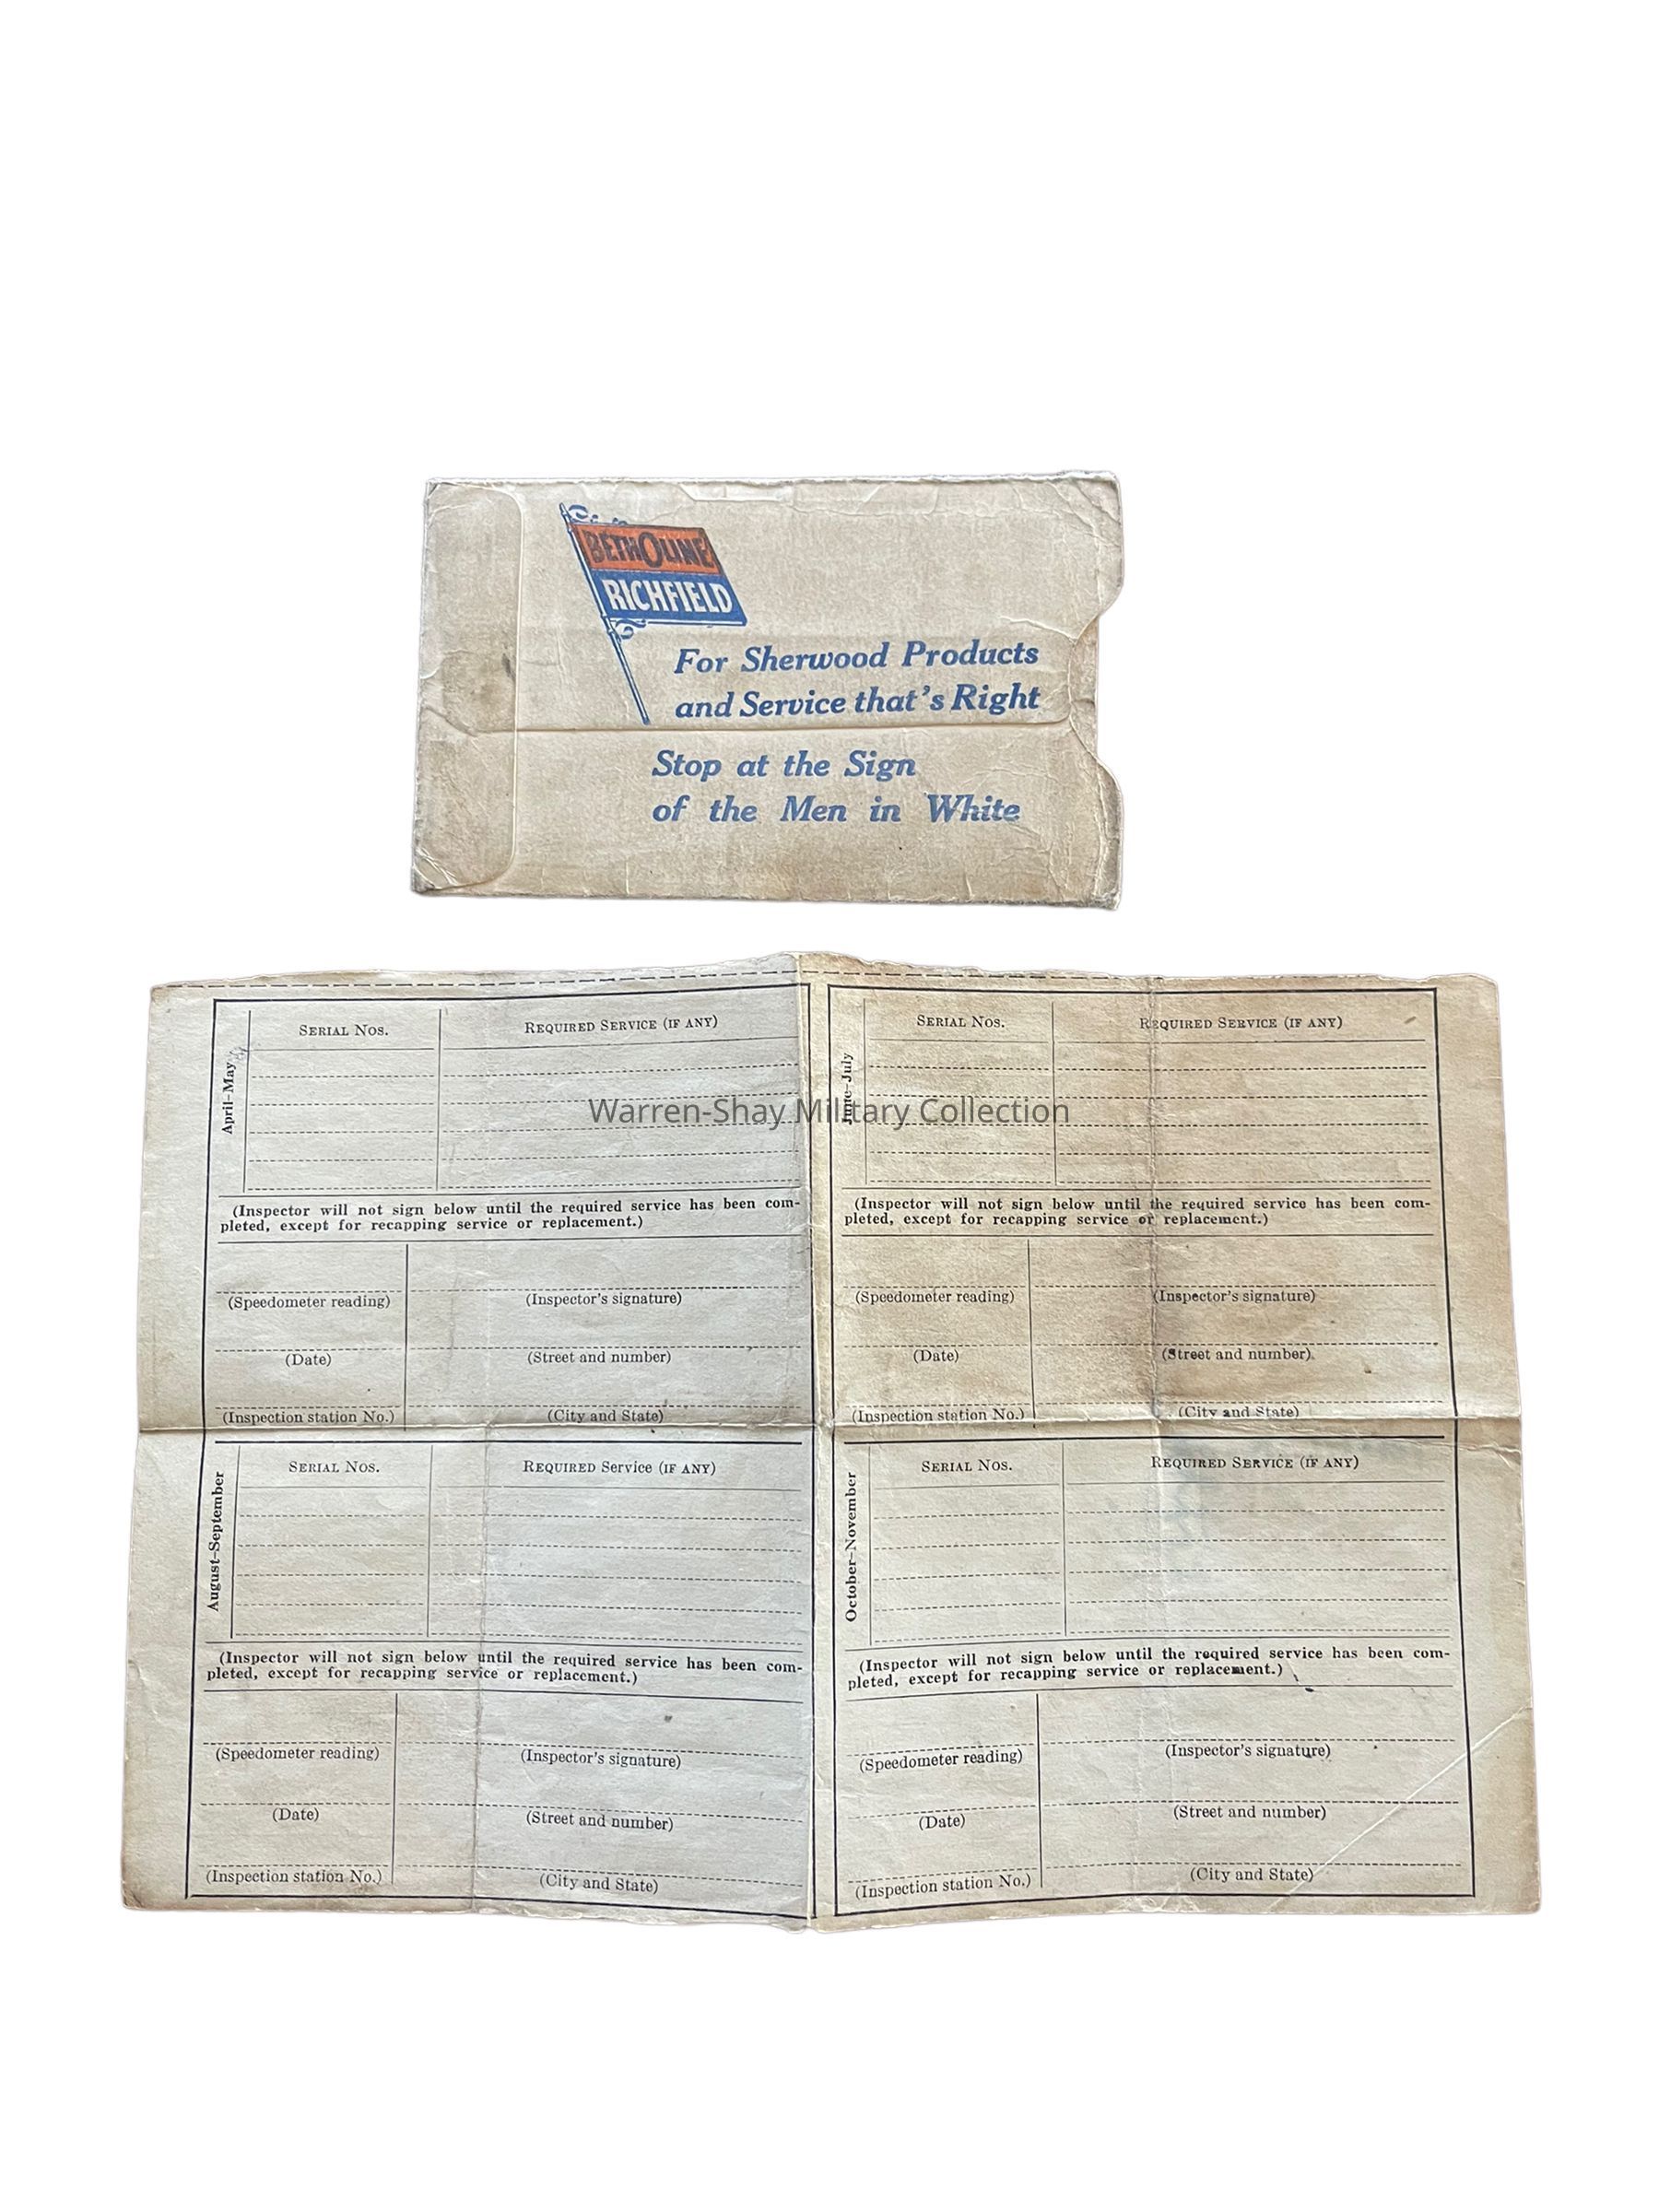 BETHOLINE
RICHFIELD
For Sherwood Products
and Service that's Right
Stop at the Sign
of the Men in White
Warren-Shay Military Collection
April–May
SERIAL NOS.
REQUIRED SERVICE (IF ANY)
(Inspector will not sign below until the required service has been com-
pleted, except for recapping service or replacement.)
(Speedometer reading)
(Inspector's signature)
(Date)
(Street and number)
(Inspection station No.)
(City and State)
June–July
SERIAL NOS.
REQUIRED SERVICE (IF ANY)
(Inspector will not sign below until the required service has been com-
pleted, except for recapping service or replacement.)
(Speedometer reading)
(Inspector's signature)
(Date)
(Street and number)
(Inspection station No.)
(City and State)
August–September
SERIAL NOS.
REQUIRED Service (IF ANY)
(Inspector will not sign below until the required service has been com-
pleted, except for recapping service or replacement.)
(Speedometer reading)
(Inspector's signature)
(Date)
(Street and number)
(Inspection station No.)
(City and State)
October–November
SERIAL NOS.
REQUIRED SERVICE (IF ANY)
(Inspector will not sign below until the required service has been com-
pleted, except for recapping service or replacement.)
(Speedometer reading)
(Inspector's signature)
(Date)
(Street and number)
(Inspection station No.)
(City and State)